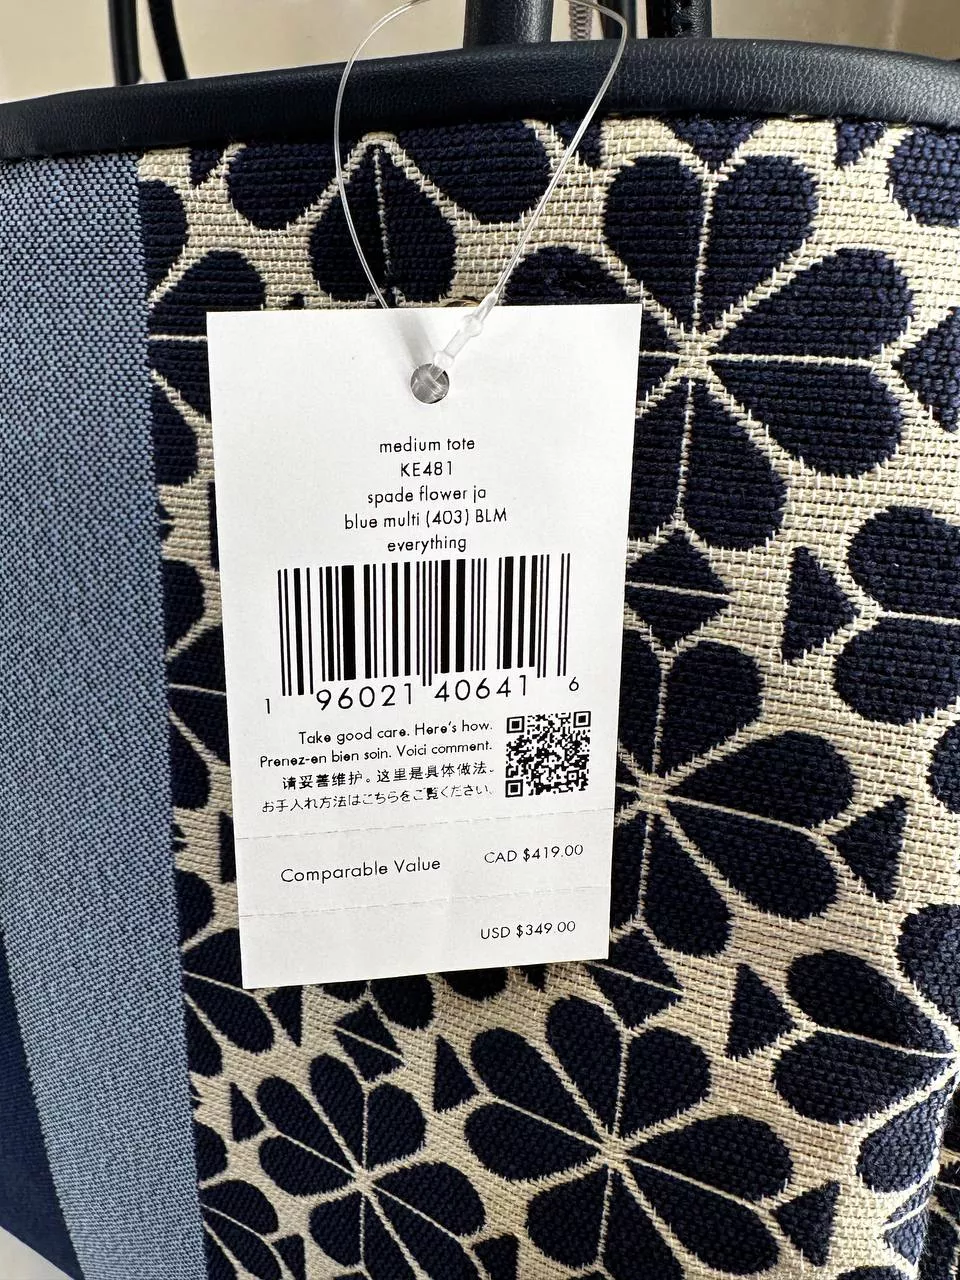 medium tote
KE481
spade flower ja
blue multi (403) BLM
everything
1 96021 40641 6
Take good care. Here's how.
Prenez-en bien soin. Voici comment.
请妥善维护。这里是具体做法。
お手入れ方法はこちらをご覧ください。
Comparable Value CAD $419.00
USD $349.00